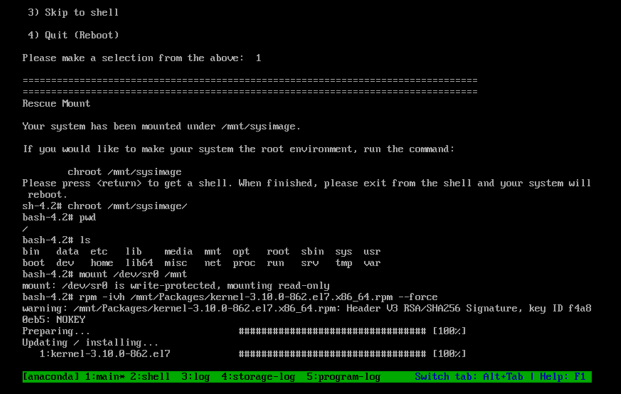 3) Skip to shell
4) Quit (Reboot)
Please make a selection from the above:  1
================================================================================
================================================================================
Rescue Mount
Your system has been mounted under /mnt/sysimage.
If you would like to make your system the root environment, run the command:
chroot /mnt/sysimage
Please press <return> to get a shell. When finished, please exit from the shell and your system will
reboot.
sh-4.2# chroot /mnt/sysimage/
bash-4.2# pwd
/
bash-4.2# ls
bin   data  etc   lib    media  mnt  opt   root  sbin  sys  usr
boot  dev   home  lib64  misc   net  proc  run   srv   tmp  var
bash-4.2# mount /dev/sr0 /mnt
mount: /dev/sr0 is write-protected, mounting read-only
bash-4.2# rpm -ivh /mnt/Packages/kernel-3.10.0-862.el7.x86_64.rpm --force
warning: /mnt/Packages/kernel-3.10.0-862.el7.x86_64.rpm: Header V3 RSA/SHA256 Signature, key ID f4a8
0eb5: NOKEY
Preparing...                          ################################# [100%]
Updating / installing...
1:kernel-3.10.0-862.el7            ################################# [100%]
[anaconda] 1:main* 2:shell  3:log  4:storage-log  5:program-log      Switch tab: Alt+Tab | Help: F1